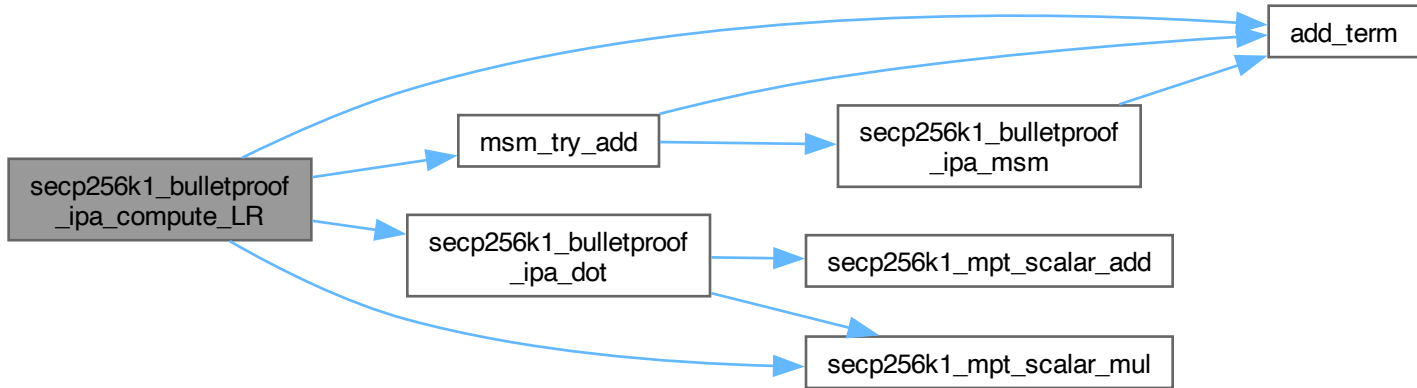 add_term
msm_try_add
secp256k1_bulletproof
_ipa_msm
secp256k1_bulletproof
_ipa_compute_LR
secp256k1_bulletproof
_ipa_dot
secp256k1_mpt_scalar_add
secp256k1_mpt_scalar_mul